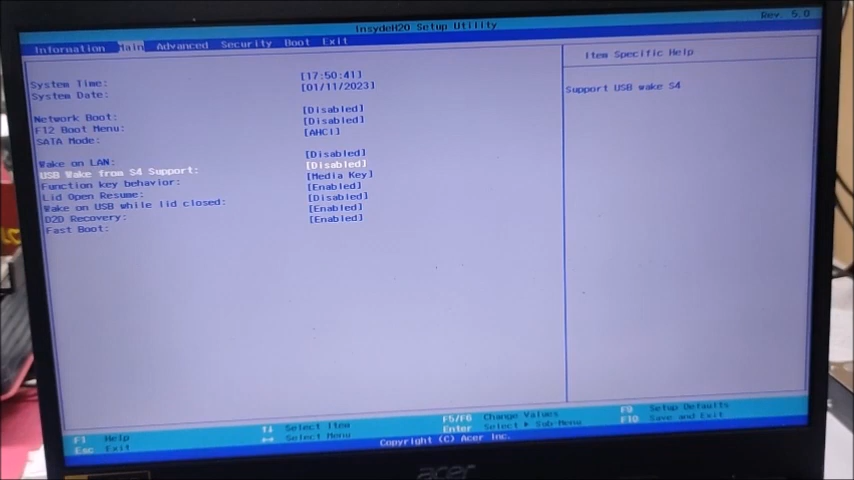 InsydeH2O Setup Utility
Rev. 5.0
Information Main Advanced Security Boot Exit
Item Specific Help
System Time: [17:50:41]
System Date: [01/11/2023]
Support USB wake S4
Network Boot: [Disabled]
F12 Boot Menu: [Disabled]
SATA Mode: [AHCI]
Wake on LAN: [Disabled]
USB Wake from S4 Support: [Disabled]
Function key behavior: [Media Key]
Lid Open Resume: [Enabled]
Wake on USB while lid closed: [Disabled]
D2D Recovery: [Enabled]
Fast Boot: [Enabled]
F1 Help ↑↓ Select Item F5/F6 Change Values F9 Setup Defaults
Esc Exit ←→ Select Menu Enter Select ▶ Sub-Menu F10 Save and Exit
Copyright (C) Acer Inc.
acer